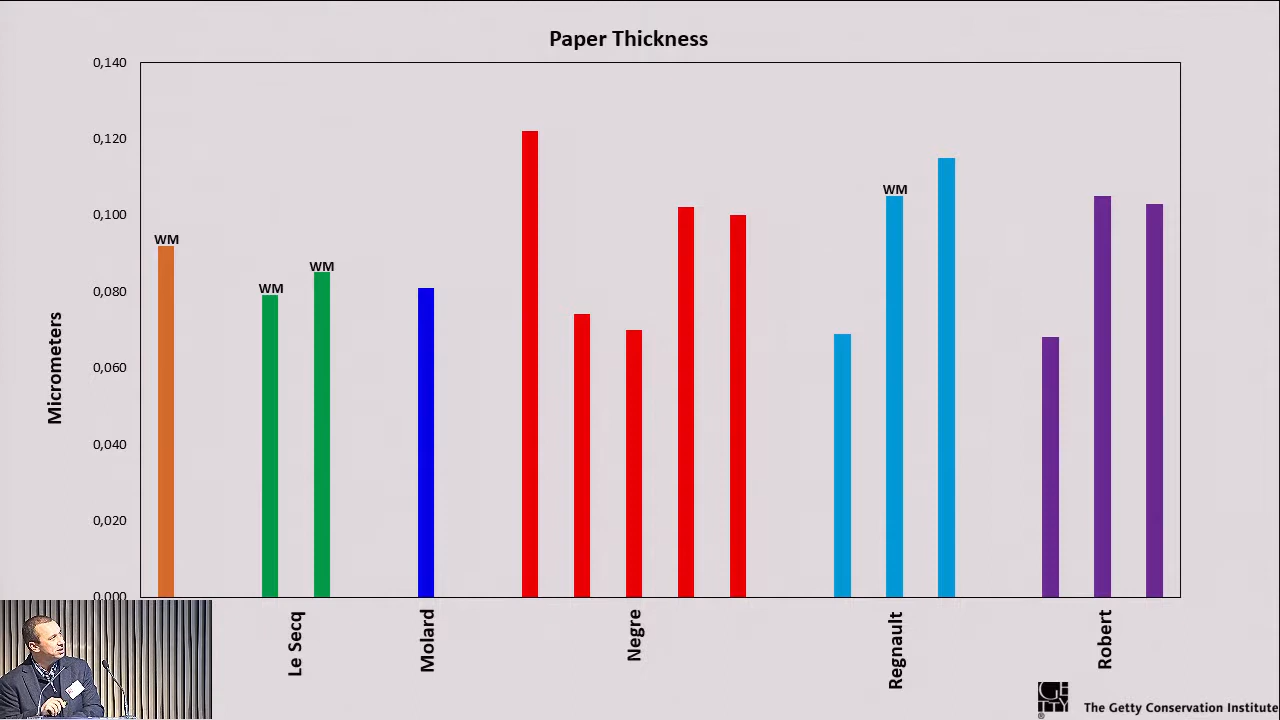 Paper Thickness
0,140
0,120
0,100
0,080
0,060
0,040
0,020
0,000
Micrometers
WM
WM
WM
WM
Le Secq
Molard
Negre
Regnault
Robert
GETTY
®
The Getty Conservation Institute